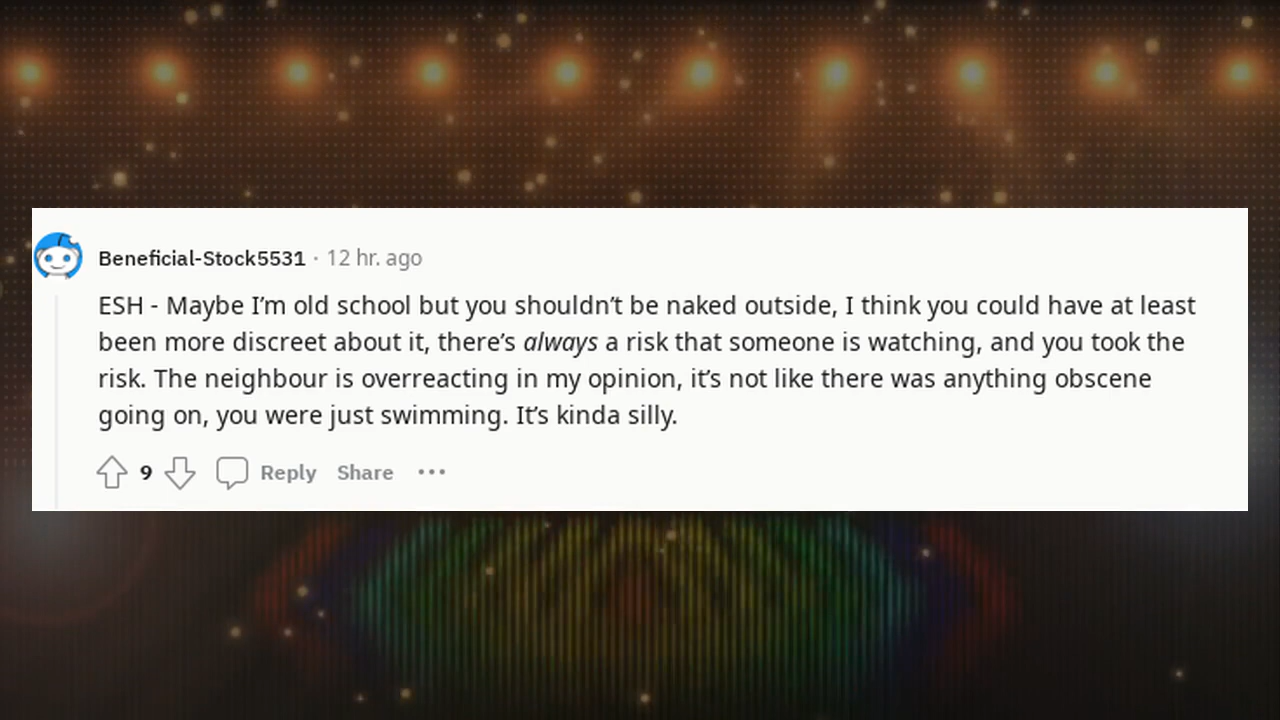 Beneficial-Stock5531 · 12 hr. ago
ESH - Maybe I’m old school but you shouldn’t be naked outside, I think you could have at least
been more discreet about it, there’s always a risk that someone is watching, and you took the
risk. The neighbour is overreacting in my opinion, it’s not like there was anything obscene
going on, you were just swimming. It’s kinda silly.
9 Reply Share •••